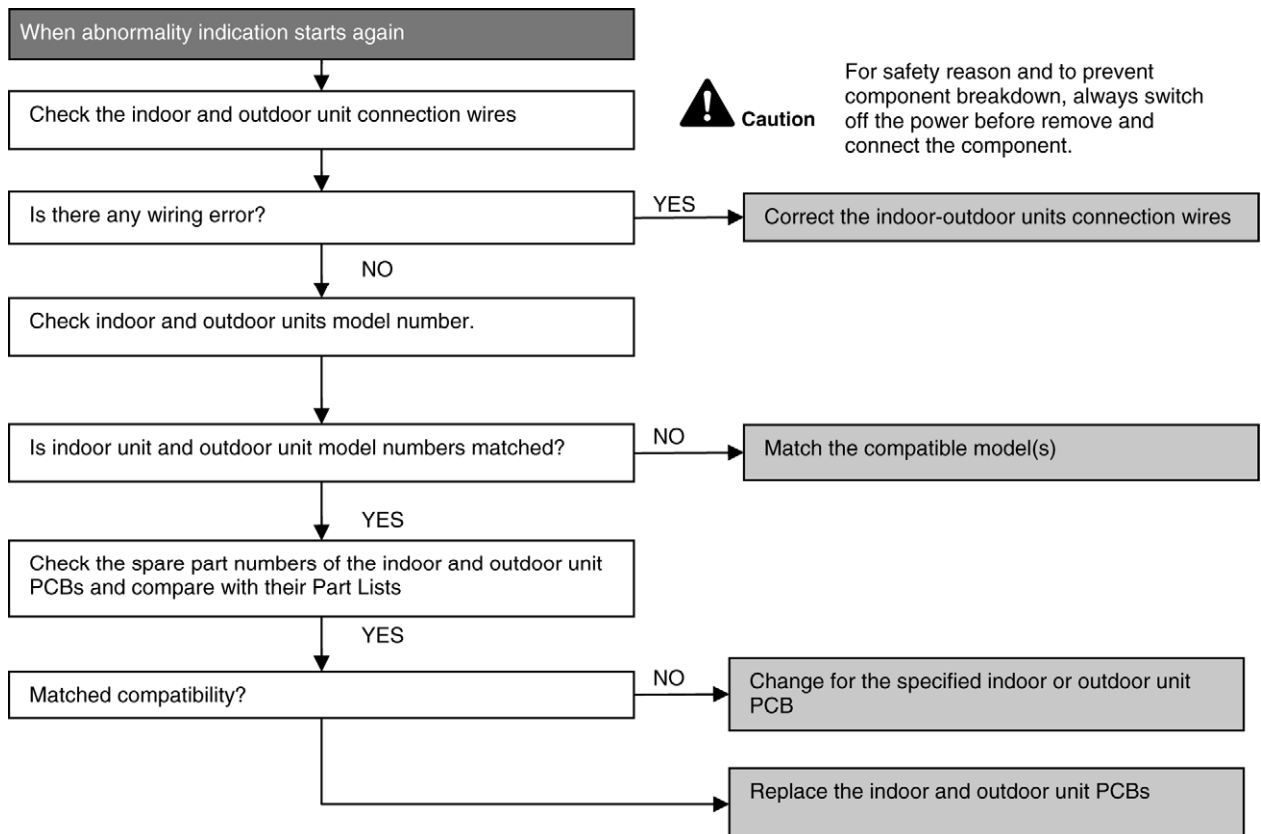 When abnormality indication starts again
Check the indoor and outdoor unit connection wires
Caution
For safety reason and to prevent
component breakdown, always switch
off the power before remove and
connect the component.
Is there any wiring error?
YES
Correct the indoor-outdoor units connection wires
NO
Check indoor and outdoor units model number.
Is indoor unit and outdoor unit model numbers matched?
NO
Match the compatible model(s)
YES
Check the spare part numbers of the indoor and outdoor unit
PCBs and compare with their Part Lists
YES
Matched compatibility?
NO
Change for the specified indoor or outdoor unit
PCB
Replace the indoor and outdoor unit PCBs